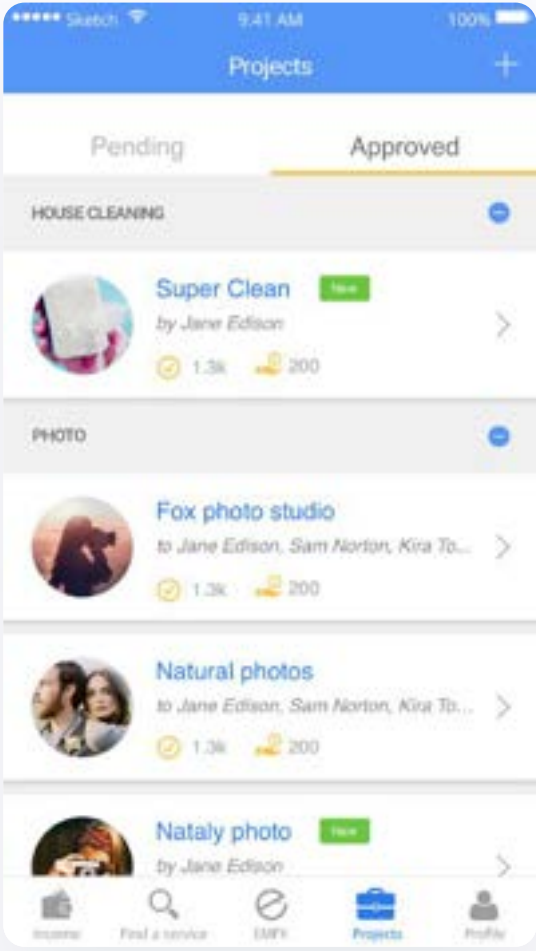 Sketch 9:41 AM 100%
Projects +
Pending Approved
HOUSE CLEANING
Super Clean New
by Jane Edison
1.3k 200
PHOTO
Fox photo studio
to Jane Edison, Sam Norton, Kira To...
1.3k 200
Natural photos
to Jane Edison, Sam Norton, Kira To...
1.3k 200
Nataly photo New
by Jane Edison
Income Find a service Projects Profile